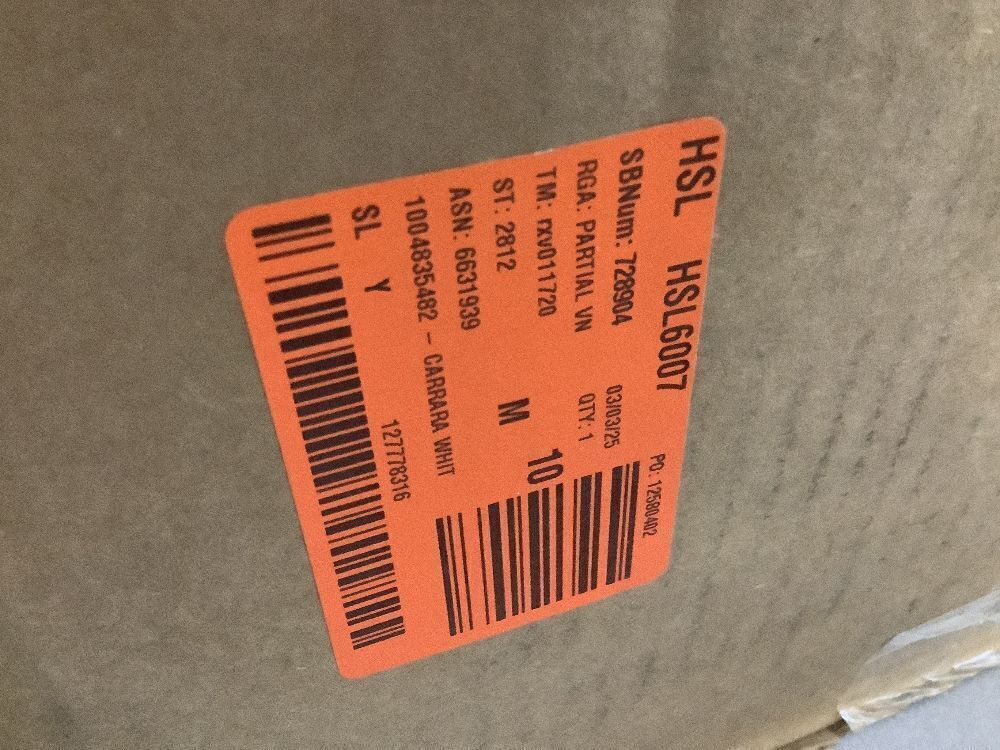 HSL HSL6007
PO: 12580402
SBNum: 728904 03/03/25
RGA: PARTIAL VN QTY: 1
TM: rxv011720 10
ST: 2812 M
ASN: 6631939
1004835482 - CARRARA WHIT
SL Y 127778316